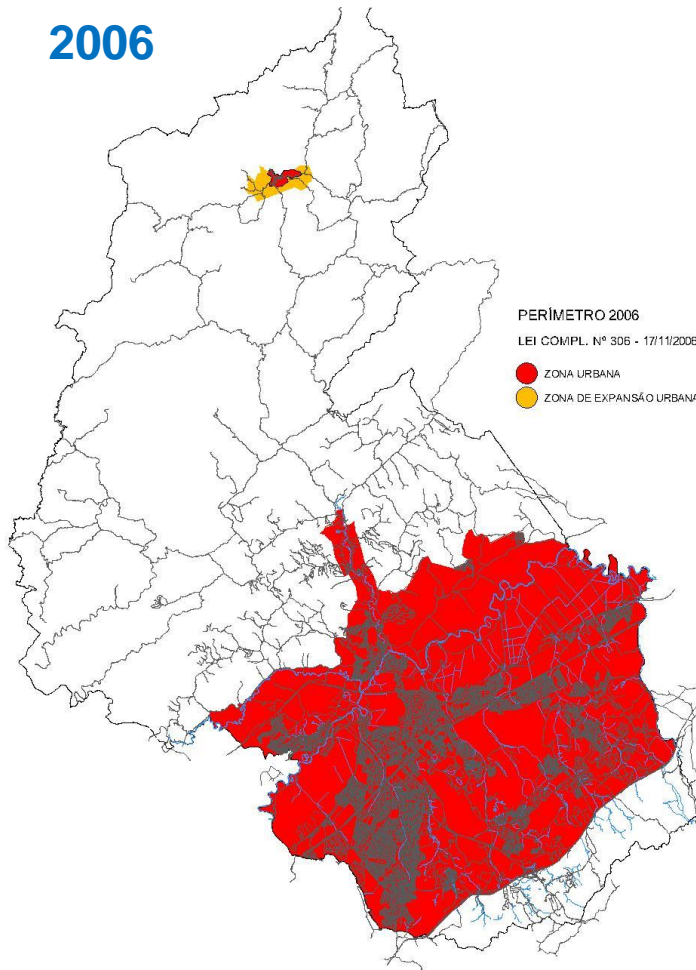 2006
PERÍMETRO 2006
LEI COMPL. Nº 306 - 17/11/2006
ZONA URBANA
ZONA DE EXPANSÃO URBANA